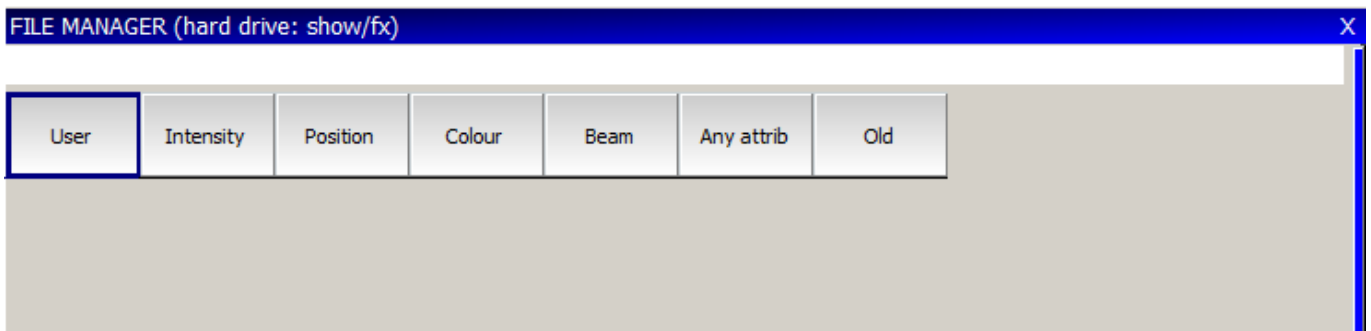 FILE MANAGER (hard drive: show/fx) X
User Intensity Position Colour Beam Any attrib Old